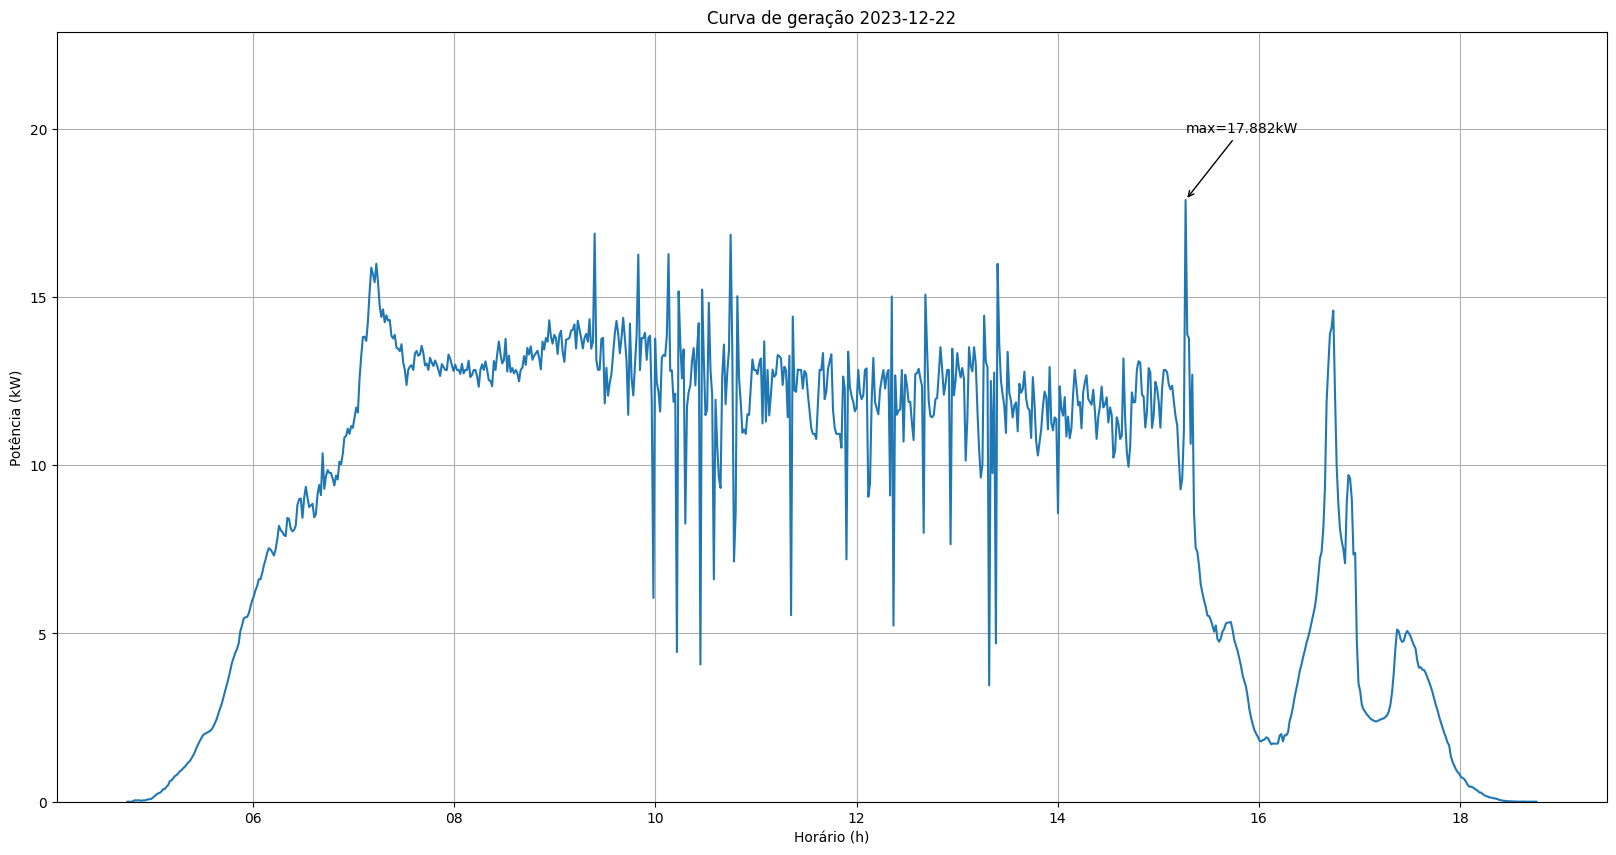 Curva de geração 2023-12-22
Potência (kW)
20
15
10
5
0
max=17.882kW
06 08 10 12 14 16 18
Horário (h)